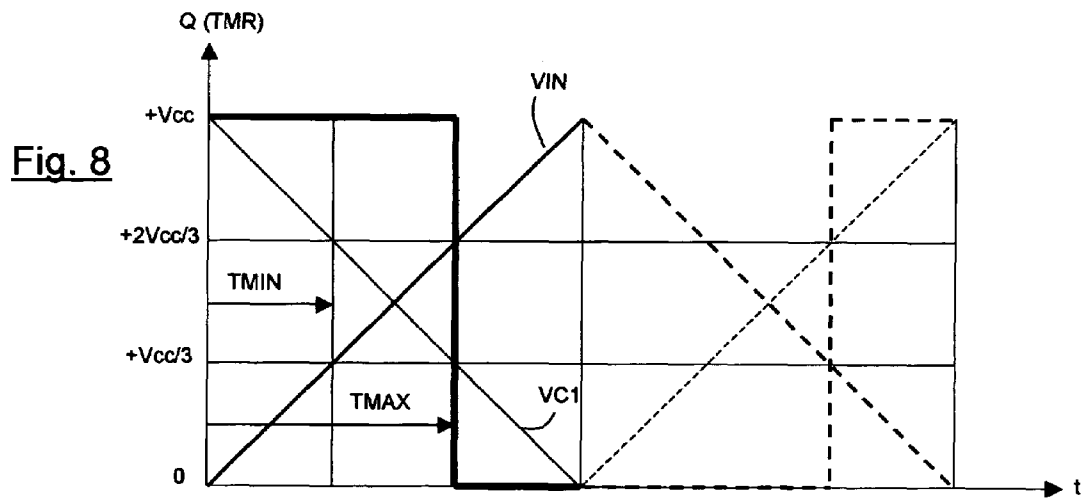 Q (TMR)
VIN
+Vcc
Fig. 8
+2Vcc/3
TMIN
+Vcc/3
TMAX
VC1
0
t